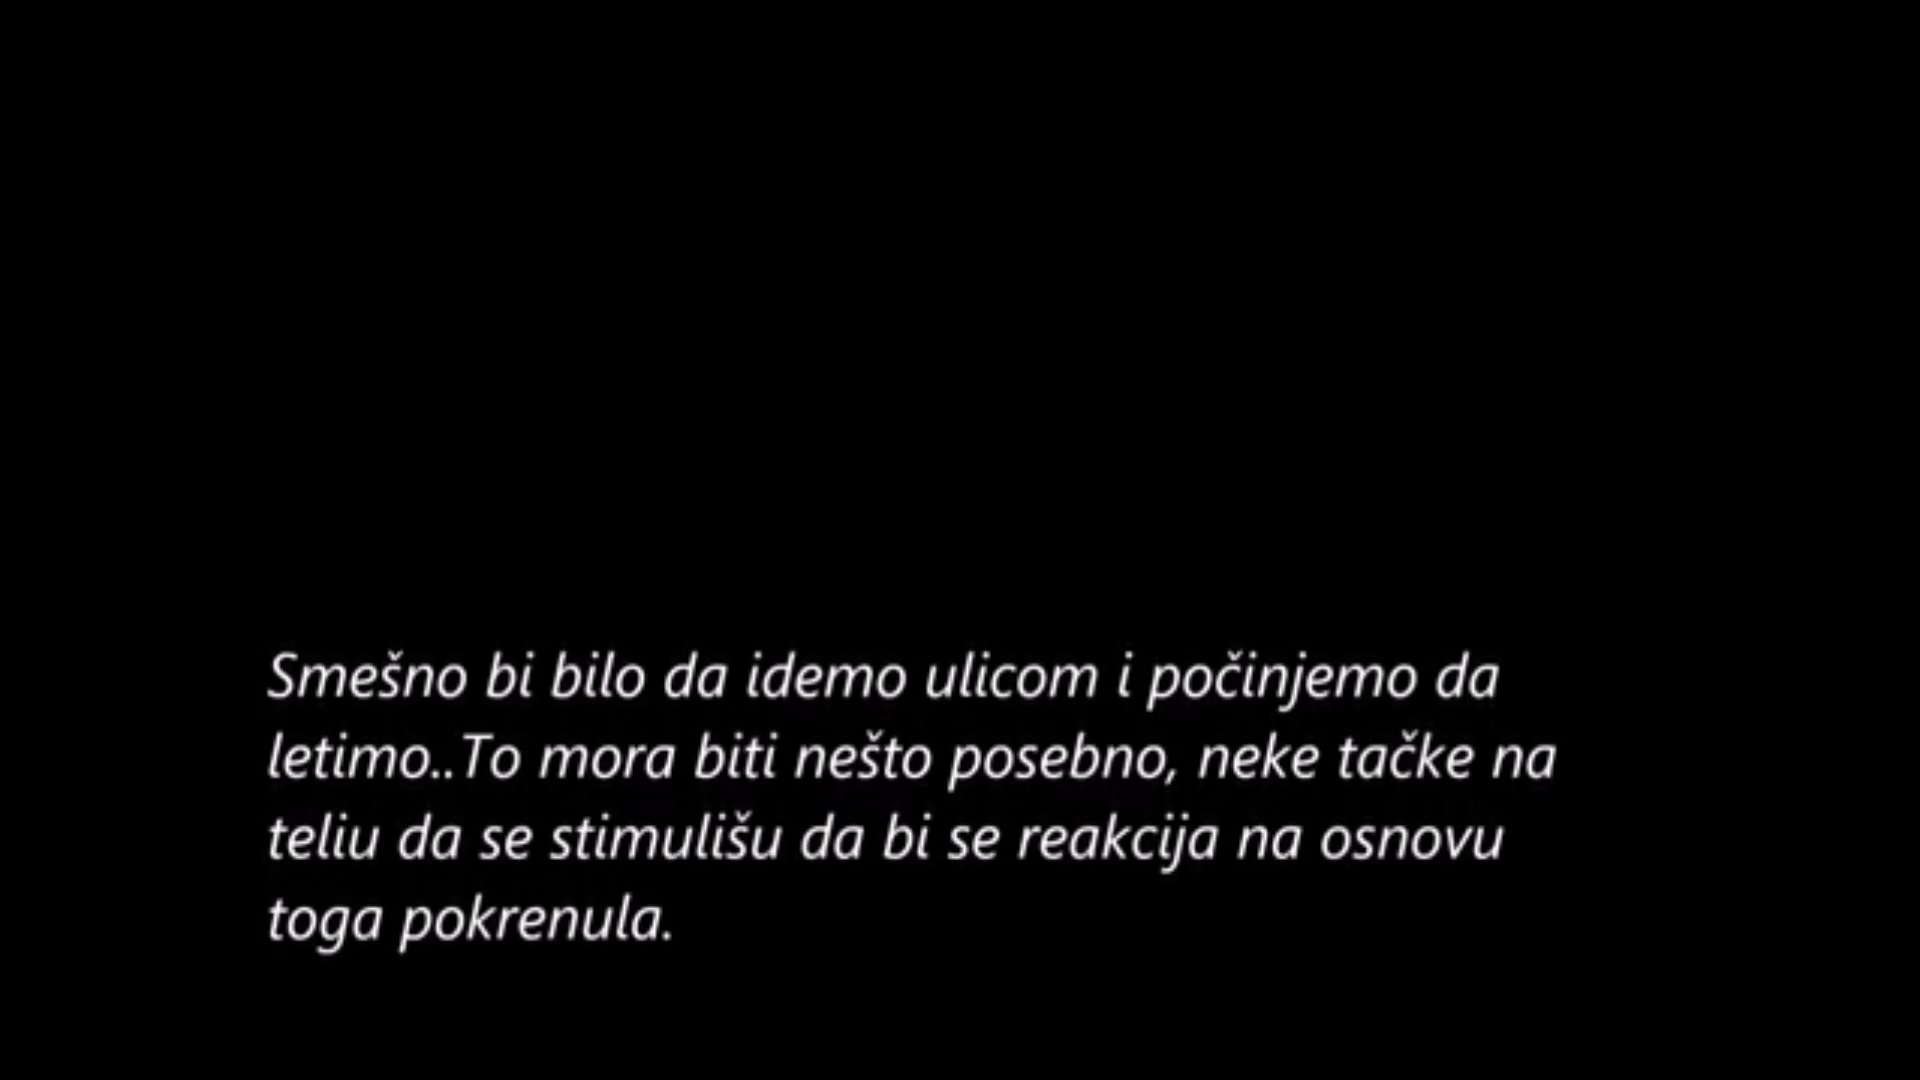 Smešno bi bilo da idemo ulicom i počinjemo da
letimo..To mora biti nešto posebno, neke tačke na
teliu da se stimulišu da bi se reakcija na osnovu
toga pokrenula.